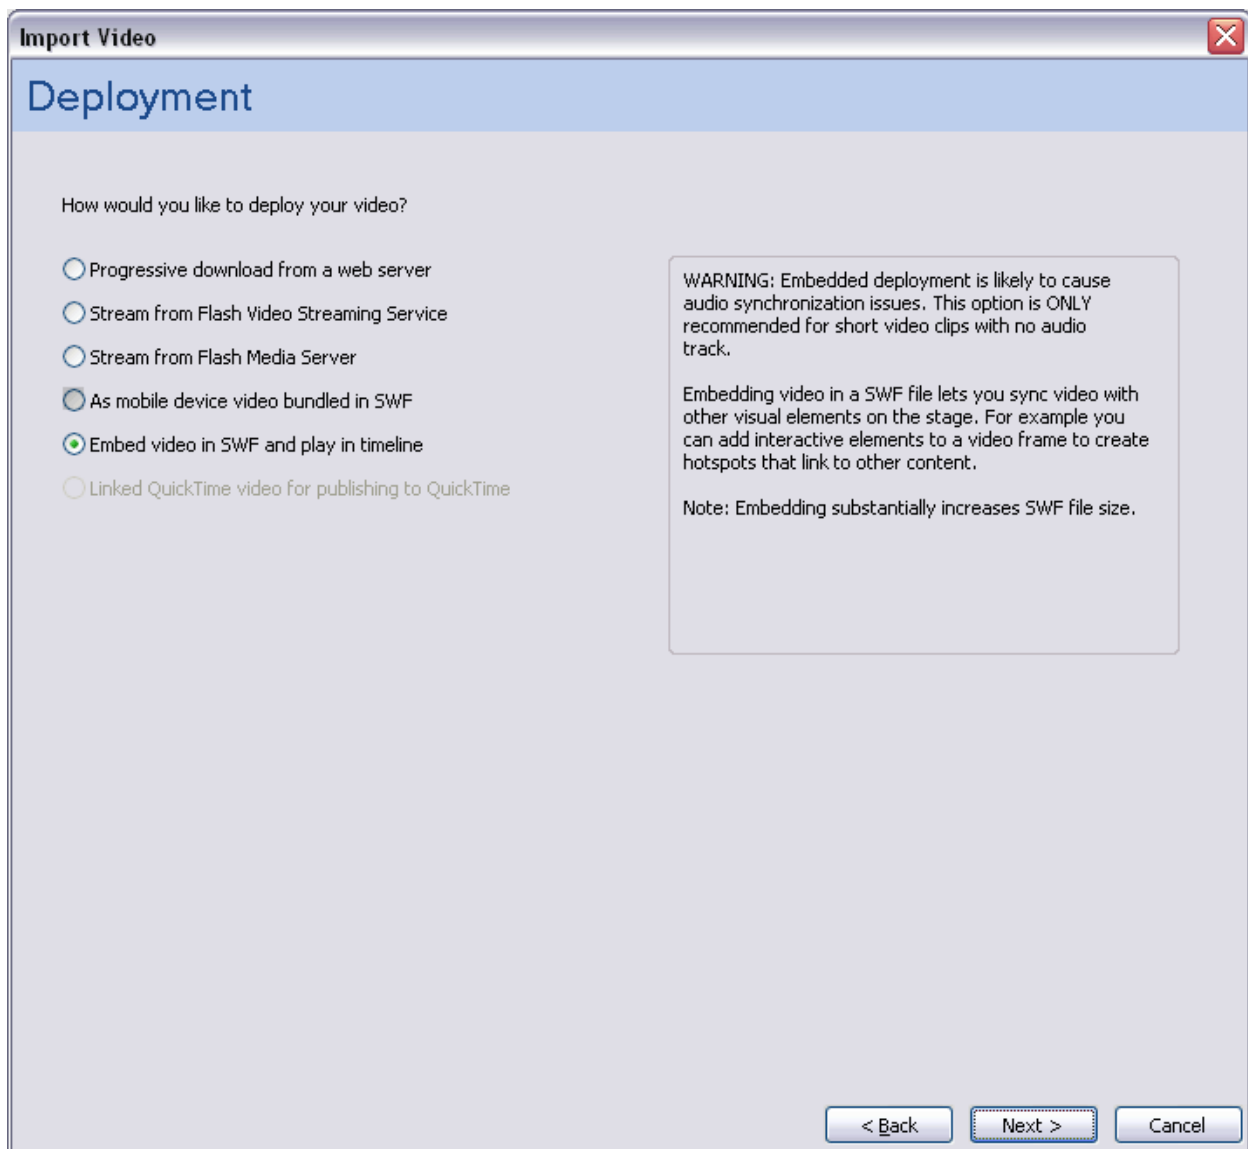 Import Video
Deployment
How would you like to deploy your video?
Progressive download from a web server
Stream from Flash Video Streaming Service
Stream from Flash Media Server
As mobile device video bundled in SWF
Embed video in SWF and play in timeline
Linked QuickTime video for publishing to QuickTime
WARNING: Embedded deployment is likely to cause
audio synchronization issues. This option is ONLY
recommended for short video clips with no audio
track.
Embedding video in a SWF file lets you sync video with
other visual elements on the stage. For example you
can add interactive elements to a video frame to create
hotspots that link to other content.
Note: Embedding substantially increases SWF file size.
< Back
Next >
Cancel